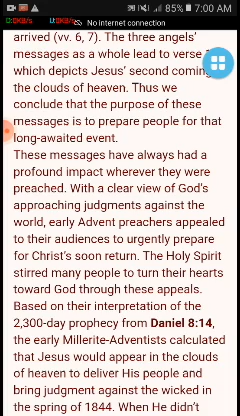 0K/s 0K/s 85% 7:00 AM
No internet connection
arrived (vv. 6, 7). The three angels'
messages as a whole lead to verse
which depicts Jesus' second coming
the clouds of heaven. Thus we
conclude that the purpose of these
messages is to prepare people for that
long-awaited event.
These messages have always had a
profound impact wherever they were
preached. With a clear view of God's
approaching judgments against the
world, early Advent preachers appealed
to their audiences to urgently prepare
for Christ's soon return. The Holy Spirit
stirred many people to turn their hearts
toward God through these appeals.
Based on their interpretation of the
2,300-day prophecy from Daniel 8:14,
the early Millerite-Adventists calculated
that Jesus would appear in the clouds
of heaven to deliver His people and
bring judgment against the wicked in
the spring of 1844. When He didn't